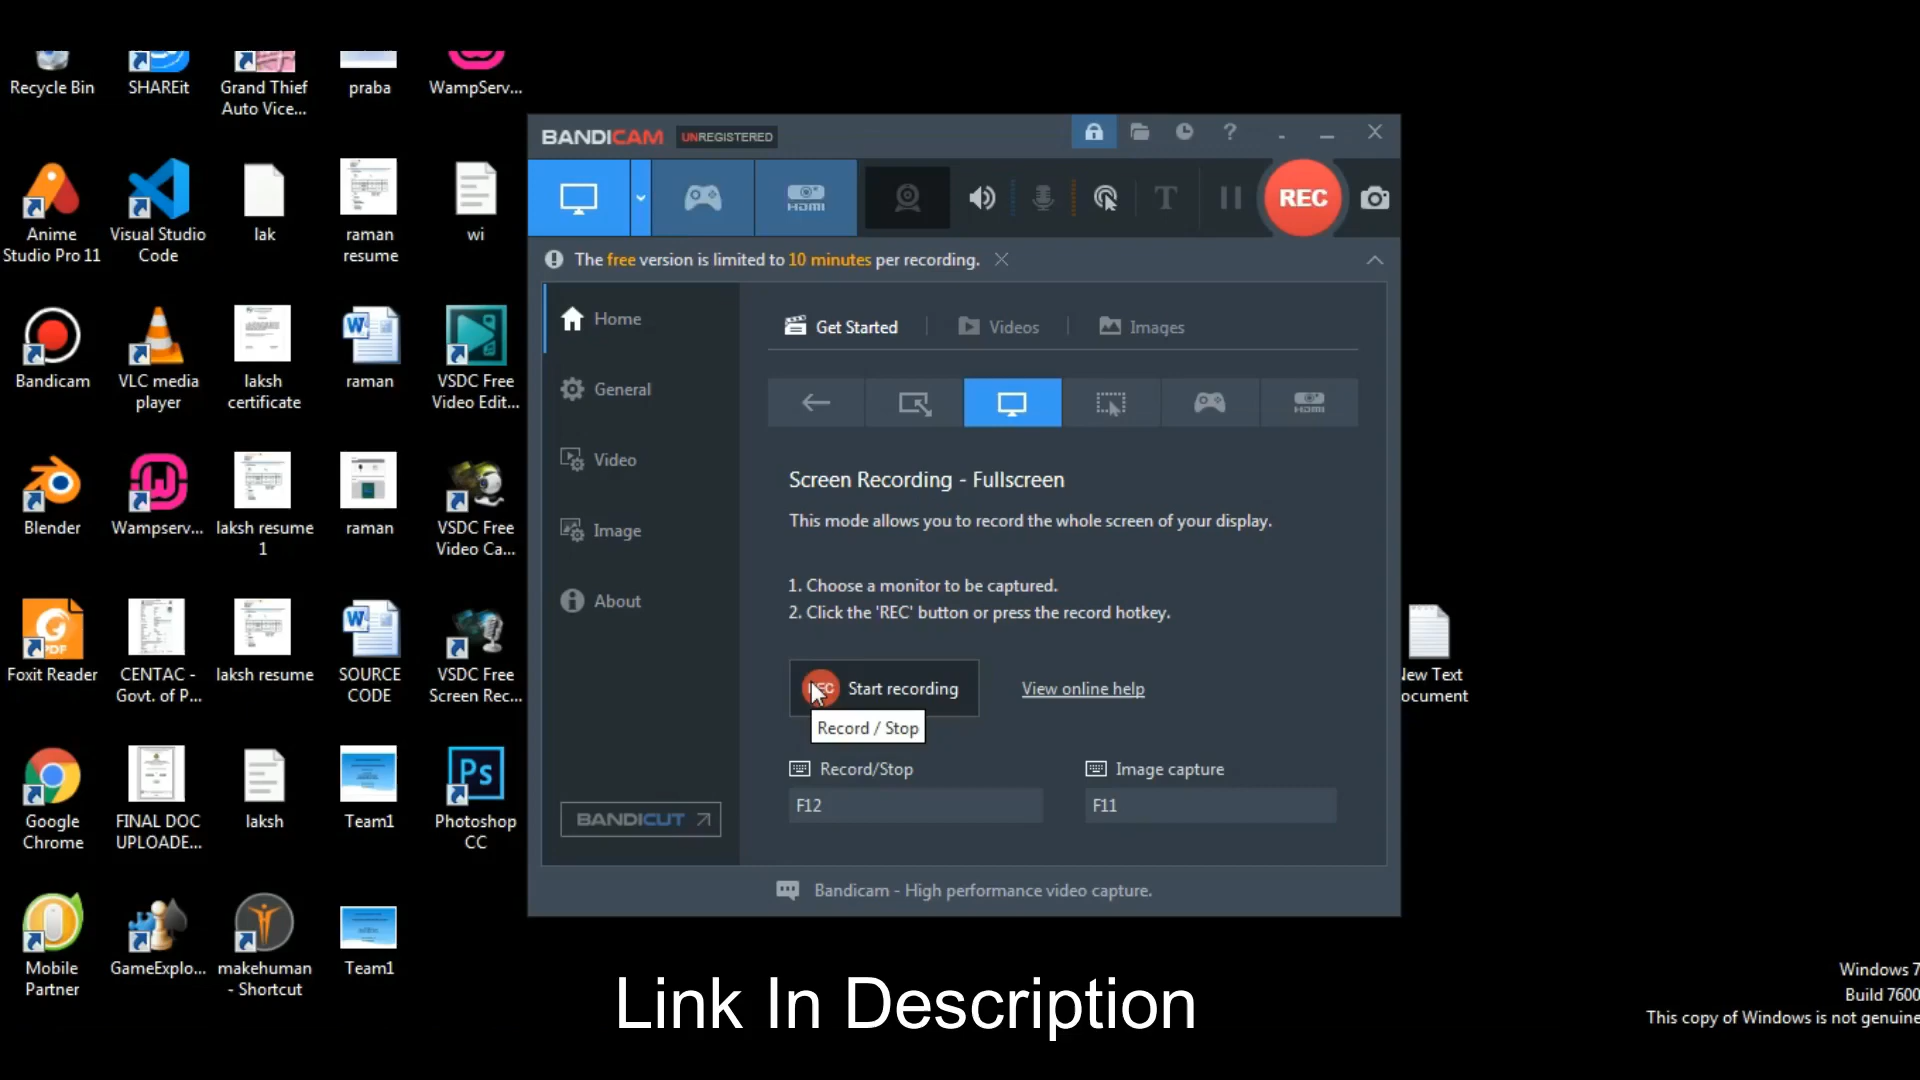 Recycle Bin
SHAREit
Grand Thief
Auto Vice...
praba
WampServ...
Anime
Studio Pro 11
Visual Studio
Code
lak
raman
resume
wi
Bandicam
VLC media
player
laksh
certificate
raman
VSDC Free
Video Edit...
Blender
Wampserv...
laksh resume
1
raman
VSDC Free
Video Ca...
PDF
Foxit Reader
CENTAC -
Govt. of P...
laksh resume
SOURCE
CODE
VSDC Free
Screen Rec...
Google
Chrome
FINAL DOC
UPLOADE...
laksh
Team1
Ps
Photoshop
CC
Mobile
Partner
GameExplo...
makehuman
- Shortcut
Team1
BANDICAM UNREGISTERED
HDMI
T
REC
The free version is limited to 10 minutes per recording.
Home
General
Video
Image
About
BANDICUT
Get Started
Videos
Images
HDMI
Screen Recording - Fullscreen
This mode allows you to record the whole screen of your display.
1. Choose a monitor to be captured.
2. Click the 'REC' button or press the record hotkey.
Start recording
View online help
Record / Stop
Record/Stop
Image capture
F12
F11
Bandicam - High performance video capture.
New Text
ocument
Link In Description
Windows 7
Build 7600
This copy of Windows is not genuine